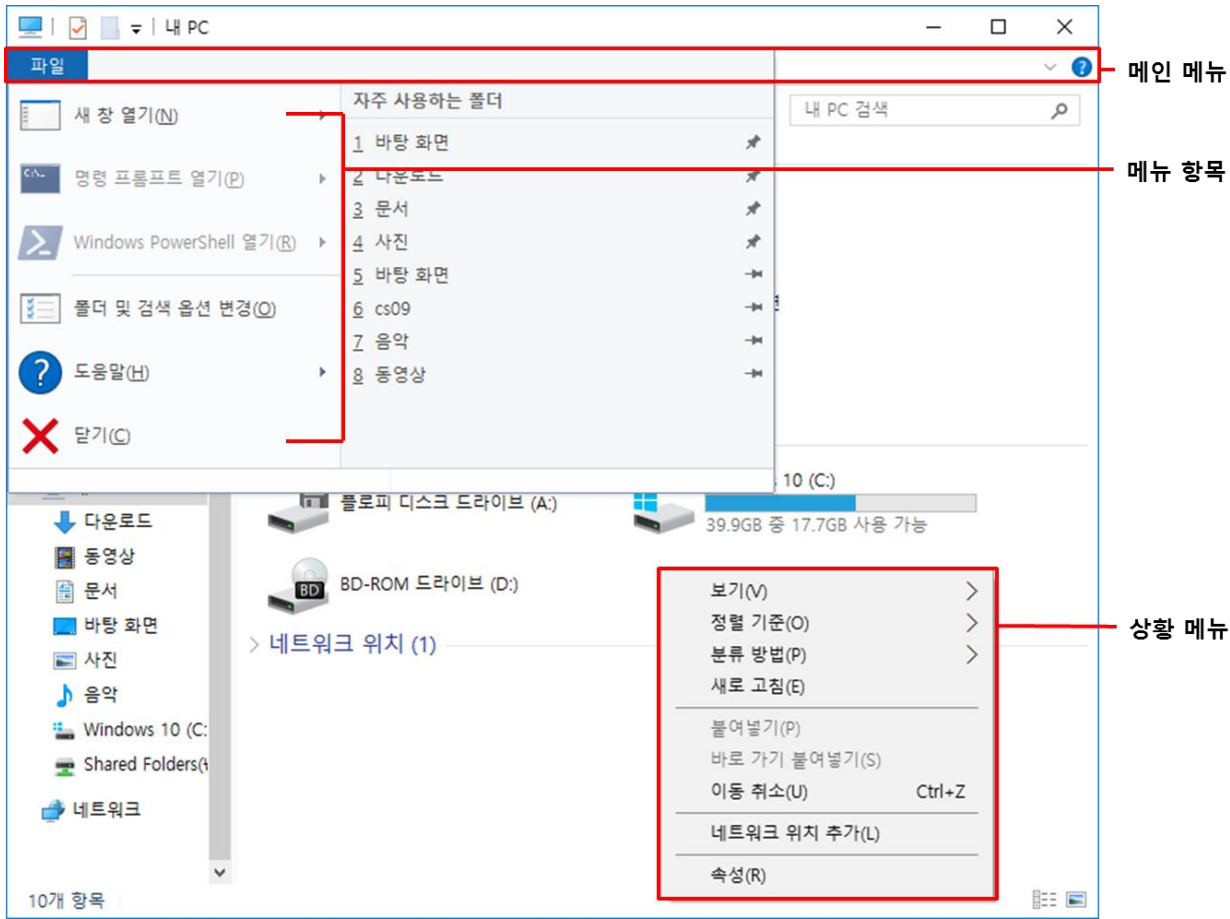 내 PC
파일
메인 메뉴
새 창 열기(N)
명령 프롬프트 열기(P)
Windows PowerShell 열기(R)
폴더 및 검색 옵션 변경(O)
도움말(H)
닫기(C)
자주 사용하는 폴더
1 바탕 화면
2 다운로드
3 문서
4 사진
5 바탕 화면
6 cs09
7 음악
8 동영상
내 PC 검색
메뉴 항목
다운로드
동영상
문서
바탕 화면
사진
음악
Windows 10 (C:
Shared Folders(\
네트워크
플로피 디스크 드라이브 (A:)
10 (C:)
39.9GB 중 17.7GB 사용 가능
BD
BD-ROM 드라이브 (D:)
네트워크 위치 (1)
보기(V)
정렬 기준(O)
분류 방법(P)
새로 고침(E)
붙여넣기(P)
바로 가기 붙여넣기(S)
이동 취소(U) Ctrl+Z
네트워크 위치 추가(L)
속성(R)
상황 메뉴
10개 항목